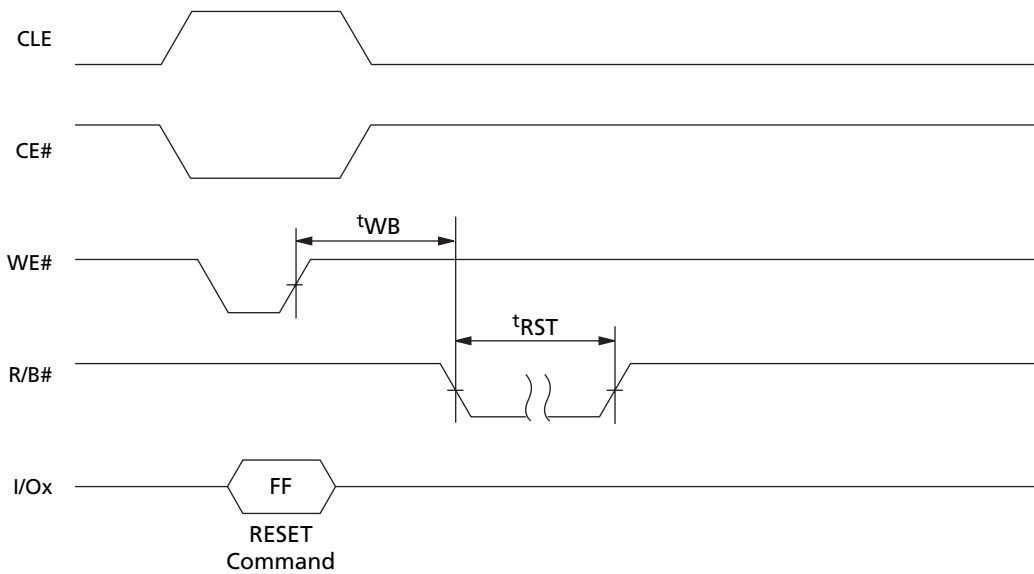 CLE
CE#
tWB
WE#
tRST
R/B#
I/Ox
FF
RESET
Command